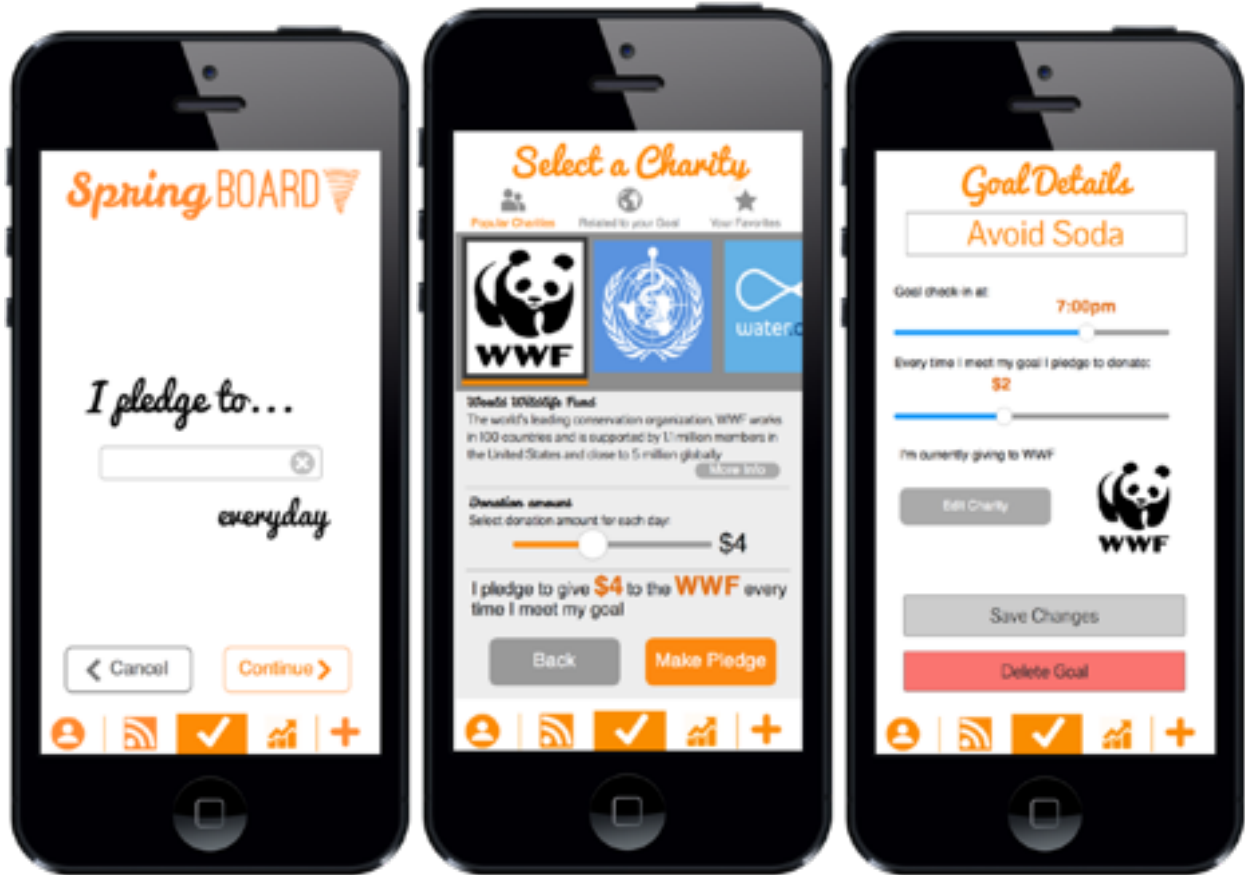 Spring BOARD
I pledge to...
everyday
Cancel
Continue
Select a Charity
Popular Charities
Related to your Goal
Your Favorites
WWF
water.
World Wildlife Fund
The world's leading conservation organization, WWF works
in 100 countries and is supported by 1.1 million members in
the United States and close to 5 million globally
More Info
Donation amount
Select donation amount for each day:
$4
I pledge to give $4 to the WWF every
time I meet my goal
Back
Make Pledge
Goal Details
Avoid Soda
Goal check-in at:
7:00pm
Every time I meet my goal I pledge to donate:
$2
I'm currently giving to WWF
Edit Charity
WWF
Save Changes
Delete Goal